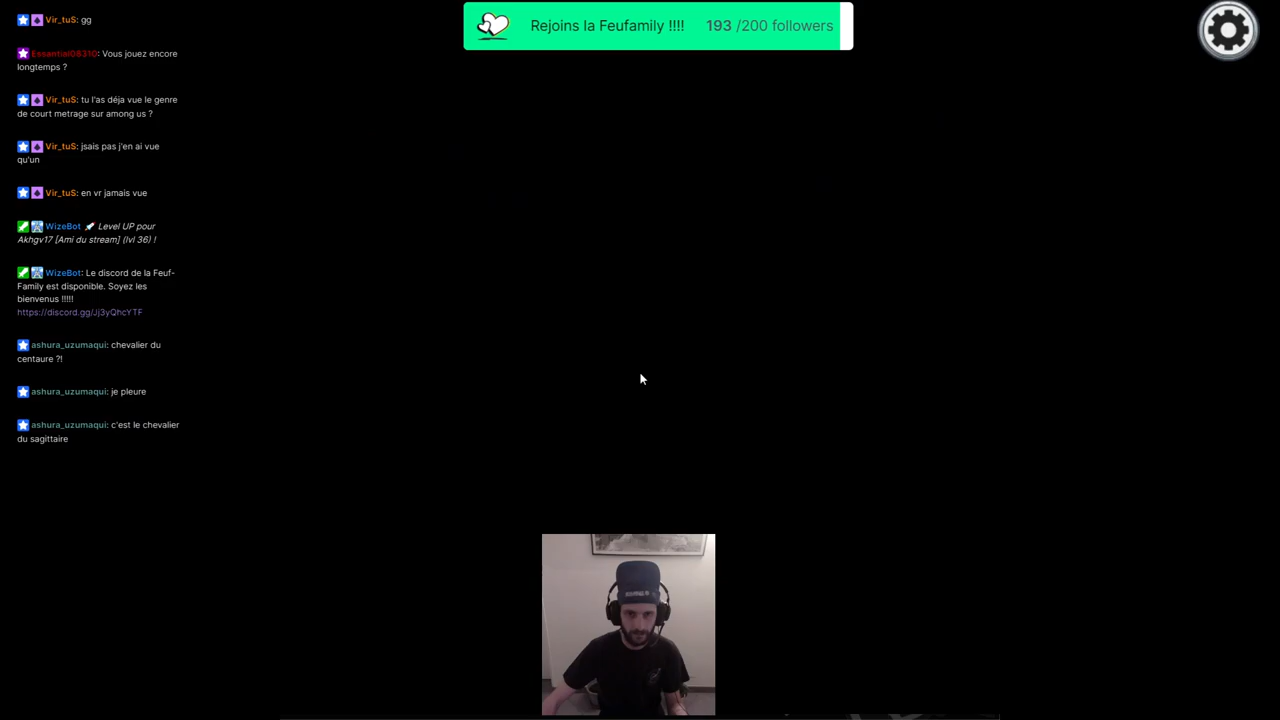 Vir_tuS: gg
Essantial08310: Vous jouez encore
longtemps ?
Vir_tuS: tu l'as déja vue le genre
de court metrage sur among us ?
Vir_tuS: jsais pas j'en ai vue
qu'un
Vir_tuS: en vr jamais vue
WizeBot 🚀 Level UP pour
Akhgv17 [Ami du stream] (lvl 36) !
WizeBot: Le discord de la Feuf-
Family est disponible. Soyez les
bienvenus !!!!!
https://discord.gg/Jj3yQhcYTF
ashura_uzumaqui: chevalier du
centaure ?!
ashura_uzumaqui: je pleure
ashura_uzumaqui: c'est le chevalier
du sagittaire
Rejoins la Feufamily !!!! 193 /200 followers